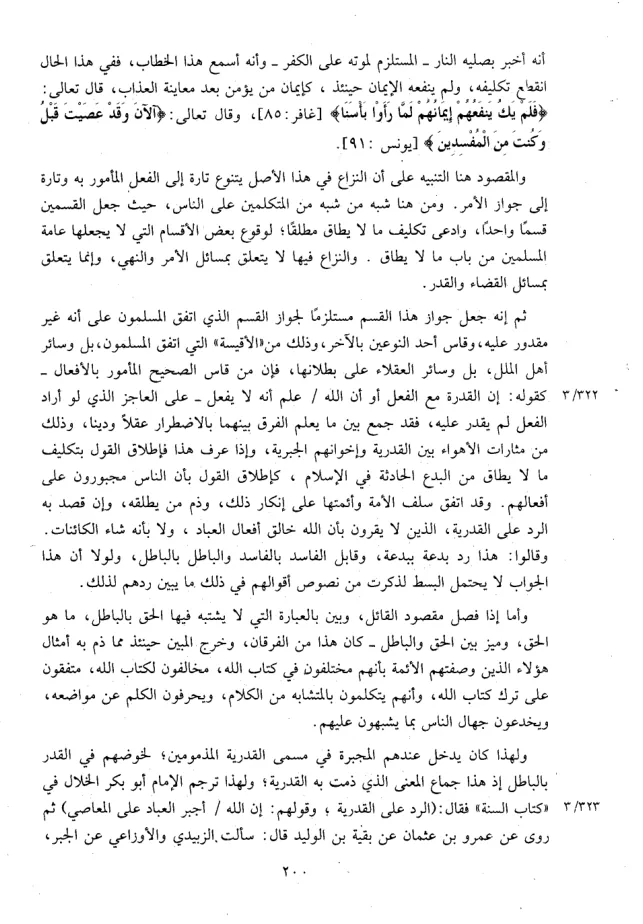 أنه أخبر بصليه النار ــ المستلزم لموته على الكفر ــ وأنه أسمع هذا الخطاب، ففي هذا الحال
انقطع تكليفه، ولم ينفعه الإيمان حينئذ، كإيمان من يؤمن بعد معاينة العذاب، قال تعالى:
﴿فَلَمْ يَكُ يَنفَعُهُمْ إِيمَانُهُمْ لَمَّا رَأَوْا بَأْسَنَا﴾ [غافر:٨٥]، وقال تعالى: ﴿آلآنَ وَقَدْ عَصَيْتَ قَبْلُ
وَكُنتَ مِنَ الْمُفْسِدِينَ﴾ [يونس :٩١].
والمقصود هنا التنبيه على أن النزاع في هذا الأصل يتنوع تارة إلى الفعل المأمور به وتارة
إلى جواز الأمر. ومن هنا شبه من شبه من المتكلمين على الناس، حيث جعل القسمين
قسمًا واحدًا، وادعى تكليف ما لا يطاق مطلقًا؛ لوقوع بعض الأقسام التي لا يجعلها عامة
المسلمين من باب ما لا يطاق . والنزاع فيها لا يتعلق بمسائل الأمر والنهي، وإنما يتعلق
بمسائل القضاء والقدر.
ثم إنه جعل جواز هذا القسم مستلزمًا لجواز القسم الذي اتفق المسلمون على أنه غير
مقدور عليه، وقاس أحد النوعين بالآخر، وذلك من «الأقيسة» التي اتفق المسلمون، بل وسائر
أهل الملل، بل وسائر العقلاء على بطلانها، فإن من قاس الصحيح المأمور بالأفعال ــ
٣/٣٢٢ كقوله: إن القدرة مع الفعل أو أن الله / علم أنه لا يفعل ــ على العاجز الذي لو أراد
الفعل لم يقدر عليه، فقد جمع بين ما يعلم الفرق بينهما بالاضطرار عقلاً ودينا، وذلك
من مثارات الأهواء بين القدرية وإخوانهم الجبرية، وإذا عرف هذا فإطلاق القول بتكليف
ما لا يطاق من البدع الحادثة في الإسلام ، كإطلاق القول بأن الناس مجبورون على
أفعالهم. وقد اتفق سلف الأمة وأئمتها على إنكار ذلك، وذم من يطلقه، وإن قصد به
الرد على القدرية، الذين لا يقرون بأن الله خالق أفعال العباد ، ولا بأنه شاء الكائنات.
وقالوا: هذا رد بدعة ببدعة، وقابل الفاسد بالفاسد والباطل بالباطل، ولولا أن هذا
الجواب لا يحتمل البسط لذكرت من نصوص أقوالهم في ذلك ما يبين ردهم لذلك.
وأما إذا فصل مقصود القائل، وبين بالعبارة التي لا يشتبه فيها الحق بالباطل، ما هو
الحق، وميز بين الحق والباطل ــ كان هذا من الفرقان، وخرج المبين حينئذ مما ذم به أمثال
هؤلاء الذين وصفتهم الأئمة بأنهم مختلفون في كتاب الله، مخالفون لكتاب الله، متفقون
على ترك كتاب الله، وأنهم يتكلمون بالمتشابه من الكلام، ويحرفون الكلم عن مواضعه،
ويخدعون جهال الناس بما يشبهون عليهم.
ولهذا كان يدخل عندهم المجبرة في مسمى القدرية المذمومين؛ لخوضهم في القدر
بالباطل إذ هذا جماع المعنى الذي ذمت به القدرية؛ ولهذا ترجم الإمام أبو بكر الخلال في
٣/٣٢٣ «كتاب السنة» فقال: (الرد على القدرية ؛ وقولهم: إن الله / أجبر العباد على المعاصي) ثم
روى عن عمرو بن عثمان عن بقية بن الوليد قال: سألت الزبيدي والأوزاعي عن الجبر،
٢٠٠